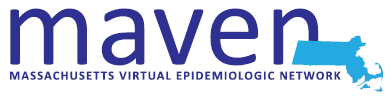 maven
MASSACHUSETTS VIRTUAL EPIDEMIOLOGIC NETWORK